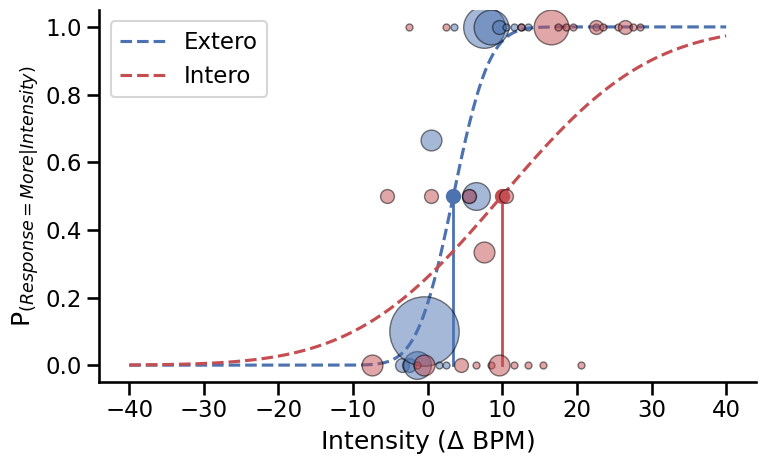 Extero
Intero
P(Response = More|Intensity)
1.0
0.8
0.6
0.4
0.2
0.0
−40 −30 −20 −10 0 10 20 30 40
Intensity (Δ BPM)